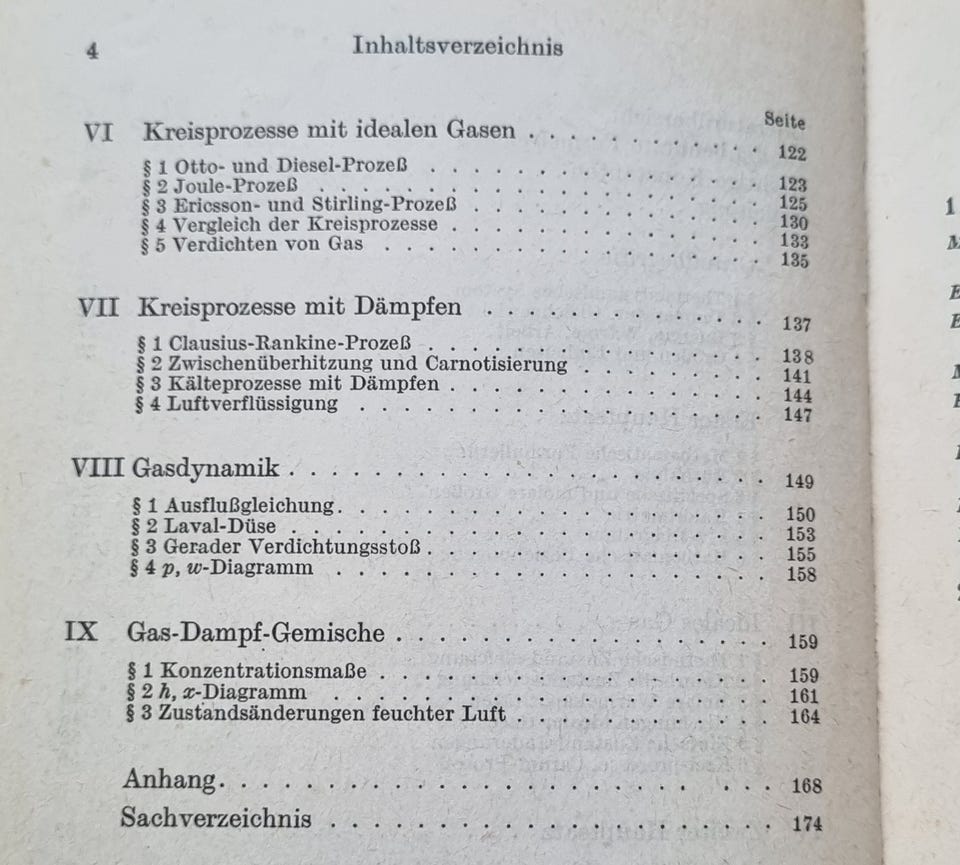 4 Inhaltsverzeichnis
Seite
VI Kreisprozesse mit idealen Gasen . . . . . . . . . . . 122
§ 1 Otto- und Diesel-Prozeß . . . . . . . . . . . . . 123
§ 2 Joule-Prozeß . . . . . . . . . . . . . . . . 125
§ 3 Ericsson- und Stirling-Prozeß . . . . . . . . . . . 130
§ 4 Vergleich der Kreisprozesse . . . . . . . . . . . . 133
§ 5 Verdichten von Gas . . . . . . . . . . . . . . 135
VII Kreisprozesse mit Dämpfen . . . . . . . . . . . . 137
§ 1 Clausius-Rankine-Prozeß . . . . . . . . . . . . . 138
§ 2 Zwischenüberhitzung und Carnotisierung . . . . . . . 141
§ 3 Kälteprozesse mit Dämpfen . . . . . . . . . . . . 144
§ 4 Luftverflüssigung . . . . . . . . . . . . . . . 147
VIII Gasdynamik . . . . . . . . . . . . . . . . . 149
§ 1 Ausflußgleichung . . . . . . . . . . . . . . . 150
§ 2 Laval-Düse . . . . . . . . . . . . . . . . . 153
§ 3 Gerader Verdichtungsstoß . . . . . . . . . . . . 155
§ 4 p, w-Diagramm . . . . . . . . . . . . . . . . 158
IX Gas-Dampf-Gemische . . . . . . . . . . . . . . 159
§ 1 Konzentrationsmaße . . . . . . . . . . . . . . 159
§ 2 h, x-Diagramm . . . . . . . . . . . . . . . . 161
§ 3 Zustandsänderungen feuchter Luft . . . . . . . . . 164
Anhang . . . . . . . . . . . . . . . . . . . 168
Sachverzeichnis . . . . . . . . . . . . . . . . 174